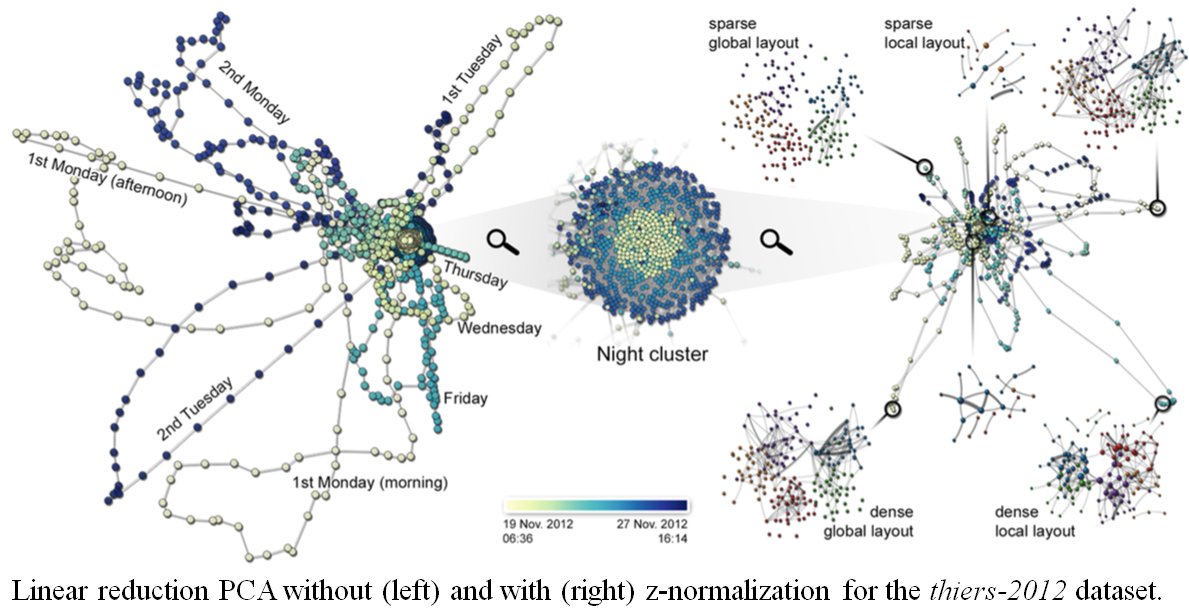 sparse
global layout
sparse
local layout
2nd Monday
1st Tuesday
1st Monday (afternoon)
Thursday
Wednesday
Night cluster
Friday
2nd Tuesday
1st Monday (morning)
19 Nov. 2012
06:36
27 Nov. 2012
16:14
dense
global layout
dense
local layout
Linear reduction PCA without (left) and with (right) z-normalization for the thiers-2012 dataset.